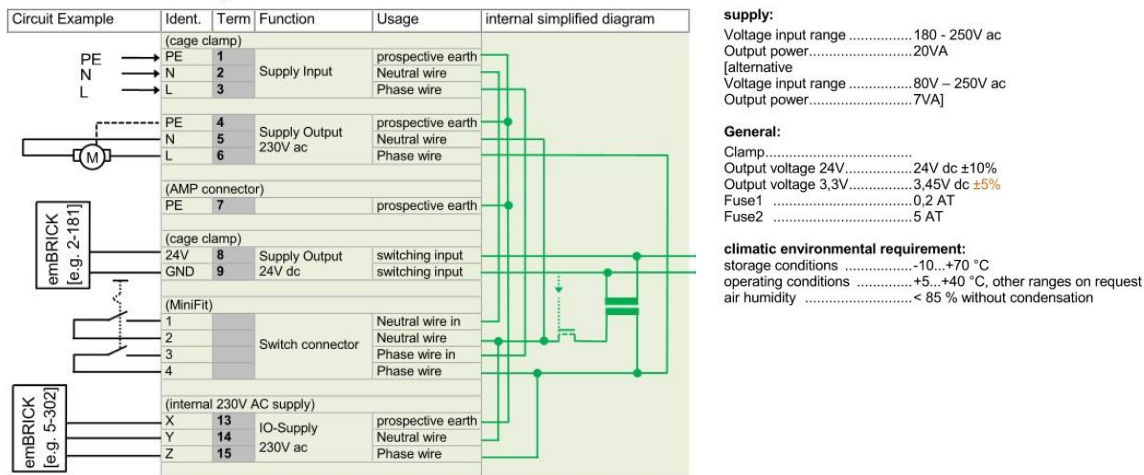 Circuit Example Ident. Term Function Usage internal simplified diagram
(cage clamp)
PE PE 1 prospective earth
N N 2 Supply Input Neutral wire
L L 3 Phase wire
PE 4 prospective earth
N 5 Supply Output Neutral wire
M L 6 230V ac Phase wire
(AMP connector)
PE 7 prospective earth
(cage clamp)
emBRICK
[e.g. 2-181]
24V 8 Supply Output switching input
GND 9 24V dc switching input
(MiniFit)
1 Neutral wire in
2 Neutral wire
Switch connector
3 Phase wire in
4 Phase wire
(internal 230V AC supply)
emBRICK
[e.g. 5-302]
X 13 IO-Supply prospective earth
Y 14 Neutral wire
Z 15 230V ac Phase wire
supply:
Voltage input range ................180 - 250V ac
Output power..........................20VA
[alternative
Voltage input range ................80V – 250V ac
Output power..........................7VA]
General:
Clamp.....................................
Output voltage 24V.................24V dc ±10%
Output voltage 3,3V................3,45V dc ±5%
Fuse1 ...................................0,2 AT
Fuse2 ...................................5 AT
climatic environmental requirement:
storage conditions .................-10...+70 °C
operating conditions ..............+5...+40 °C, other ranges on request
air humidity ...........................< 85 % without condensation